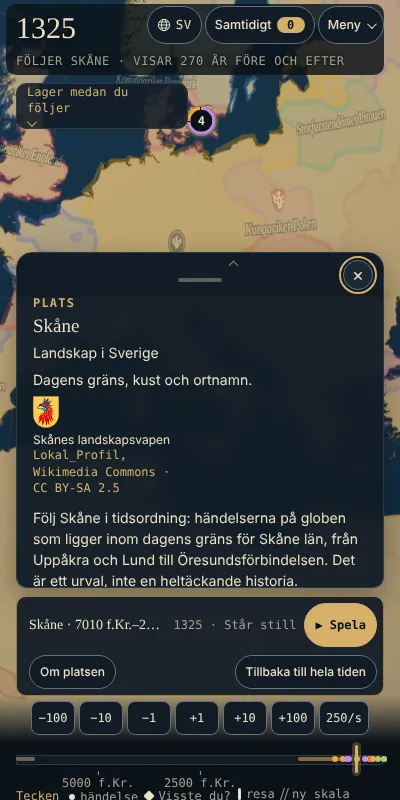 1325
SV
Samtidigt 0
Meny
FÖLJER SKÅNE · VISAR 270 ÅR FÖRE OCH EFTER
Lager medan du
följer
4
Storfurstendömet Litauen
Kungariket Polen
PLATS
Skåne
Landskap i Sverige
Dagens gräns, kust och ortnamn.
Skånes landskapsvapen
Lokal_Profil,
Wikimedia Commons ·
CC BY-SA 2.5
Följ Skåne i tidsordning: händelserna på globen
som ligger inom dagens gräns för Skåne län, från
Uppåkra och Lund till Öresundsförbindelsen. Det
är ett urval, inte en heltäckande historia.
Skåne · 7010 f.Kr.–2… 1325 · Står still ▶ Spela
Om platsen
Tillbaka till hela tiden
−100 −10 −1 +1 +10 +100 250/s
5000 f.Kr. 2500 f.Kr.
Tecken ● händelse ◆ Visste du? | resa // ny skala